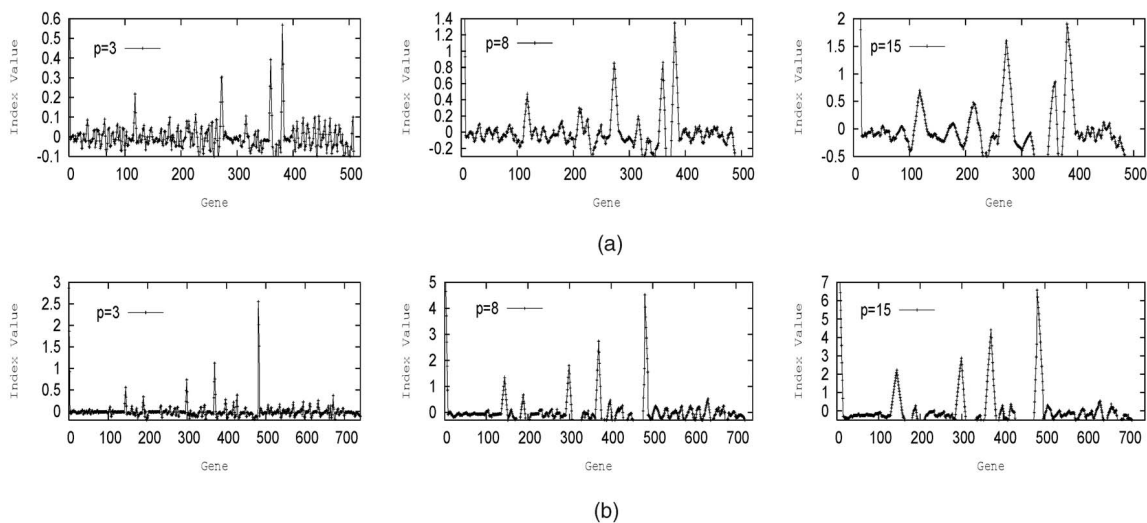 Index Value
0.6
0.5
0.4
0.3
0.2
0.1
0
-0.1
p=3
0 100 200 300 400 500
Gene
Index Value
1.4
1.2
1
0.8
0.6
0.4
0.2
0
-0.2
p=8
0 100 200 300 400 500
Gene
Index Value
2
1.5
1
0.5
0
-0.5
p=15
0 100 200 300 400 500
Gene
(a)
Index Value
3
2.5
2
1.5
1
0.5
0
p=3
0 100 200 300 400 500 600 700
Gene
Index Value
5
4
3
2
1
0
p=8
0 100 200 300 400 500 600 700
Gene
Index Value
7
6
5
4
3
2
1
0
p=15
0 100 200 300 400 500 600 700
Gene
(b)